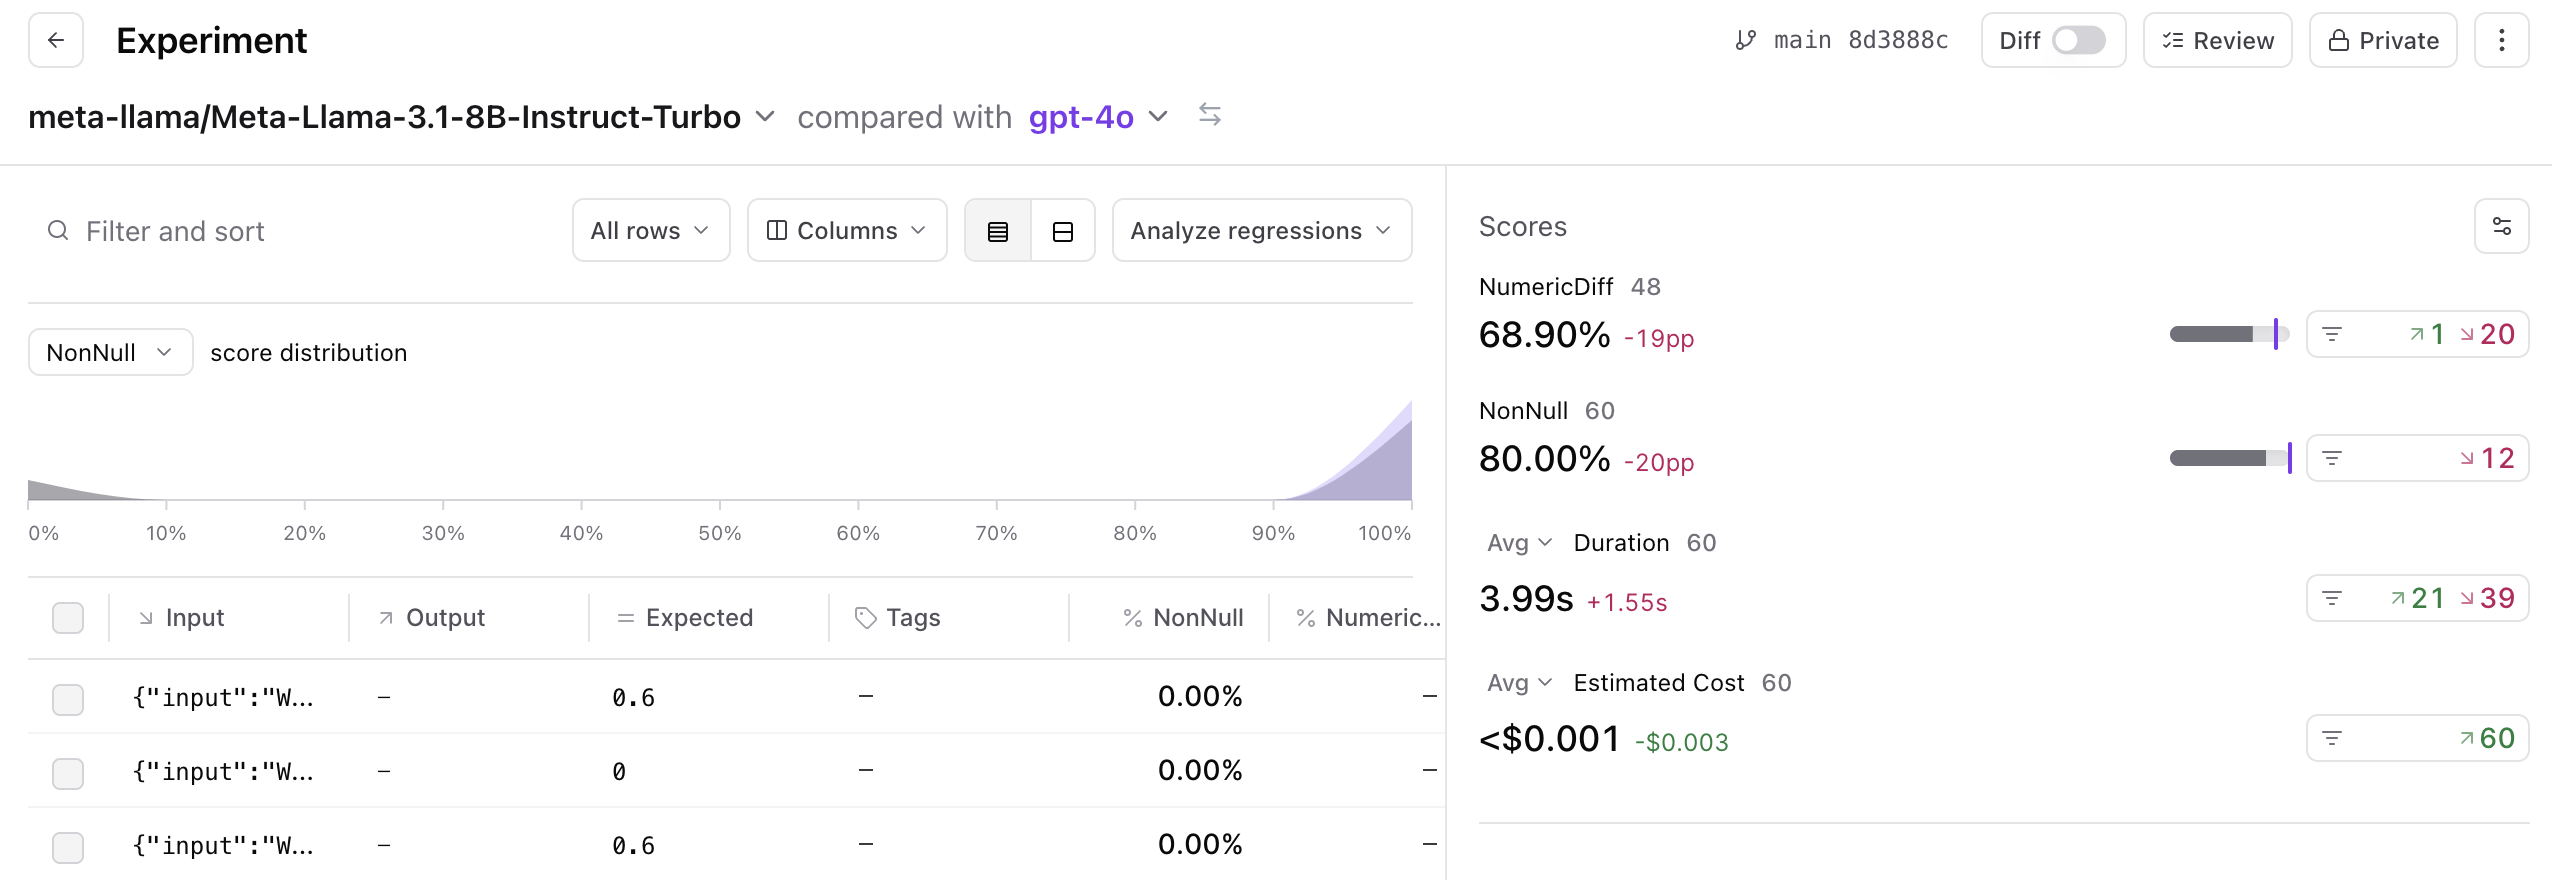 Experiment
main 8d3888c
Diff
Review
Private
meta-llama/Meta-Llama-3.1-8B-Instruct-Turbo compared with gpt-4o
Filter and sort
All rows
Columns
Analyze regressions
NonNull score distribution
0% 10% 20% 30% 40% 50% 60% 70% 80% 90% 100%
Input Output Expected Tags % NonNull % Numeric...
{"input":"W... – 0.6 – 0.00% –
{"input":"W... – 0 – 0.00% –
{"input":"W... – 0.6 – 0.00% –
Scores
NumericDiff 48
68.90% -19pp
1 20
NonNull 60
80.00% -20pp
12
Avg Duration 60
3.99s +1.55s
21 39
Avg Estimated Cost 60
<$0.001 -$0.003
60